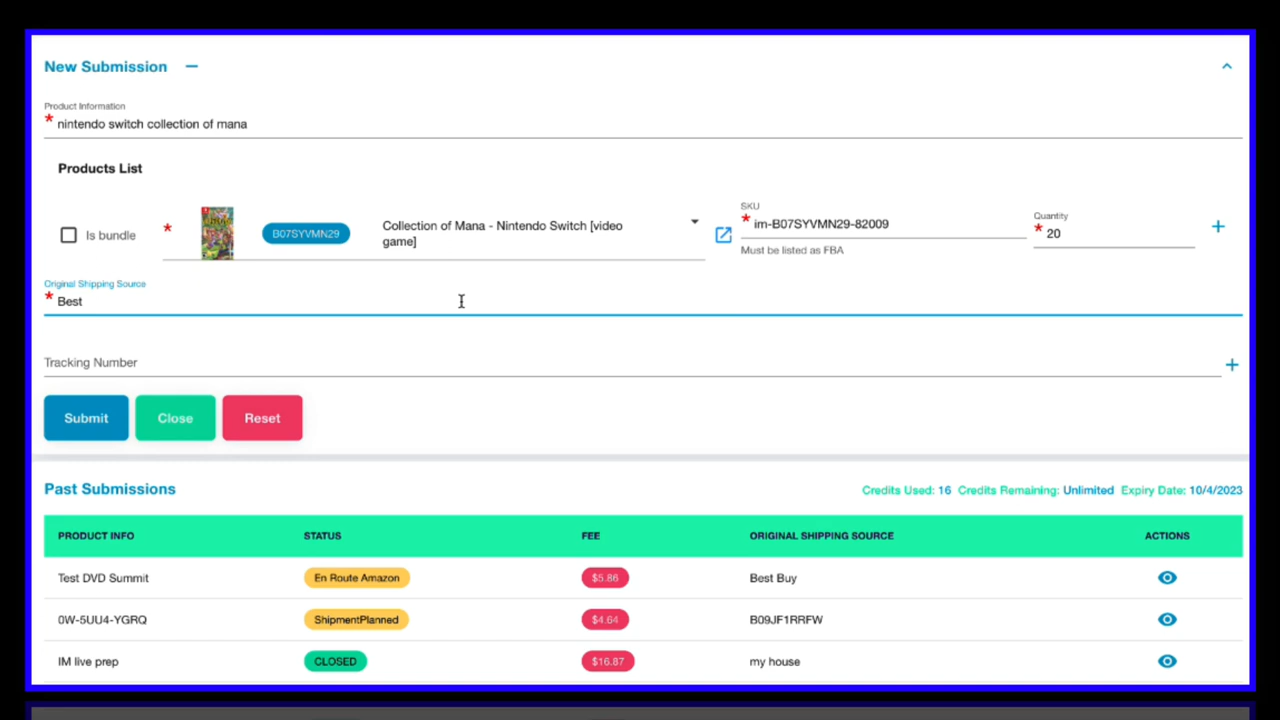 New Submission
Product Information
* nintendo switch collection of mana
Products List
Is bundle
*
B07SYVMN29
Collection of Mana - Nintendo Switch [video
game]
SKU
* im-B07SYVMN29-82009
Must be listed as FBA
Quantity
* 20
Original Shipping Source
* Best
Tracking Number
Submit Close Reset
Past Submissions
Credits Used: 16 Credits Remaining: Unlimited Expiry Date: 10/4/2023
PRODUCT INFO STATUS FEE ORIGINAL SHIPPING SOURCE ACTIONS
Test DVD Summit En Route Amazon $5.86 Best Buy
0W-5UU4-YGRQ ShipmentPlanned $4.64 B09JF1RRFW
IM live prep CLOSED $16.87 my house